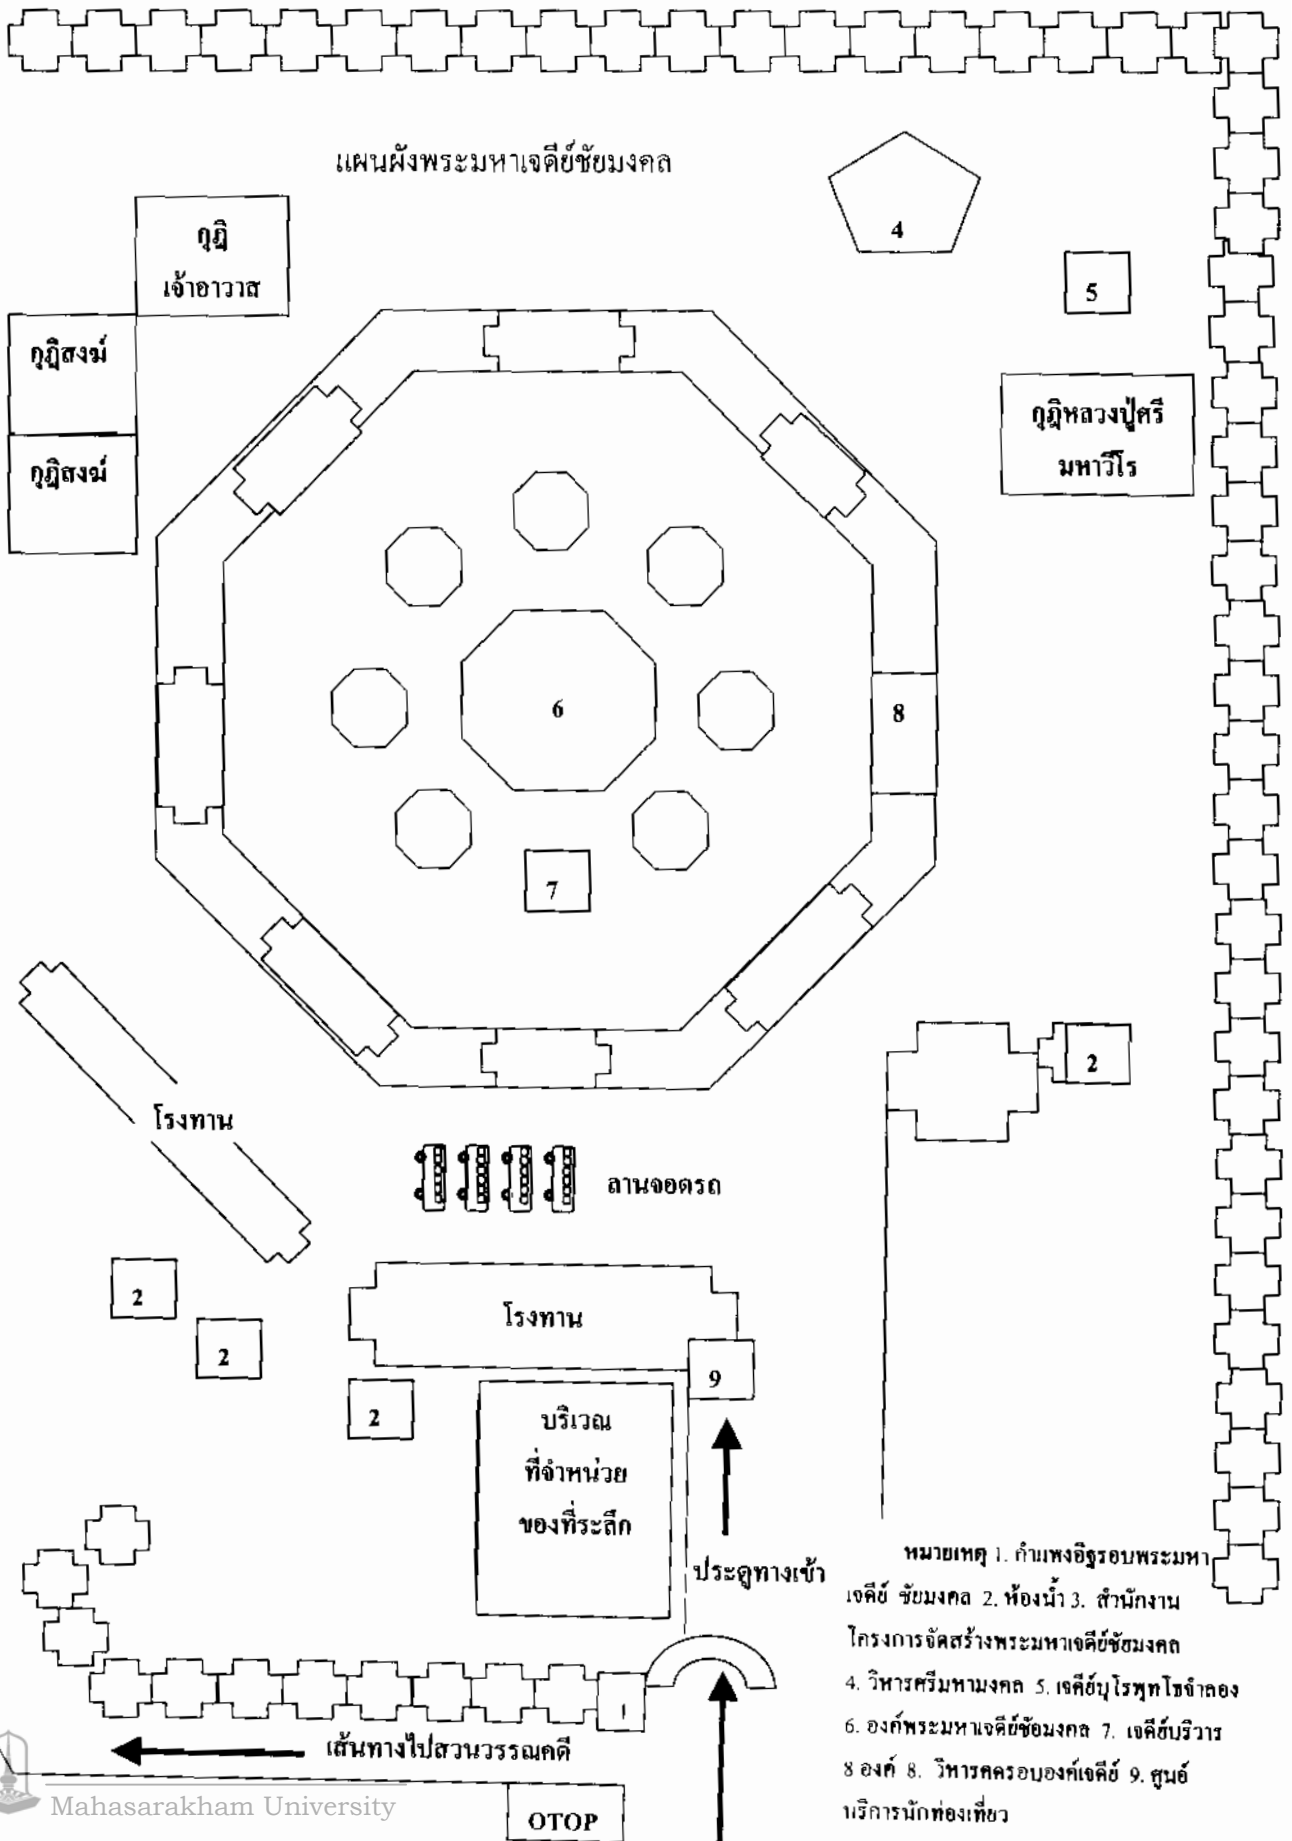 แผนผังพระมหาเจดีย์ชัยมงคล
4
กุฏิ
เจ้าอาวาส
5
กุฏิสงฆ์
กุฏิหลวงปู่ศรี
มหาวีโร
กุฏิสงฆ์
6
8
7
2
โรงทาน
ลานจอดรถ
2
โรงทาน
2
9
2
บริเวณ
ที่จำหน่วย
ของที่ระลึก
ประตูทางเข้า
หมายเหตุ 1. กำแพงอิฐรอบพระมหา
เจดีย์ ชัยมงคล 2. ห้องน้ำ 3. สำนักงาน
โครงการจัดสร้างพระมหาเจดีย์ชัยมงคล
4. วิหารศรีมหามงคล 5. เจดีย์บุโรพุทโธจำลอง
6. องค์พระมหาเจดีย์ชัยมงคล 7. เจดีย์บริวาร
8 องค์ 8. วิหารคดรอบองค์เจดีย์ 9. ศูนย์
บริการนักท่องเที่ยว
1
เส้นทางไปสวนวรรณคดี
Mahasarakham University
OTOP